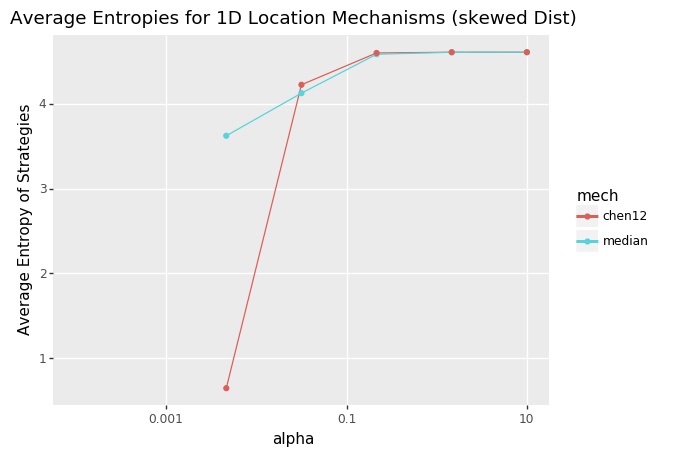 Average Entropies for 1D Location Mechanisms (skewed Dist)
Average Entropy of Strategies
4
3
2
1
0.001
0.1
10
alpha
mech
chen12
median